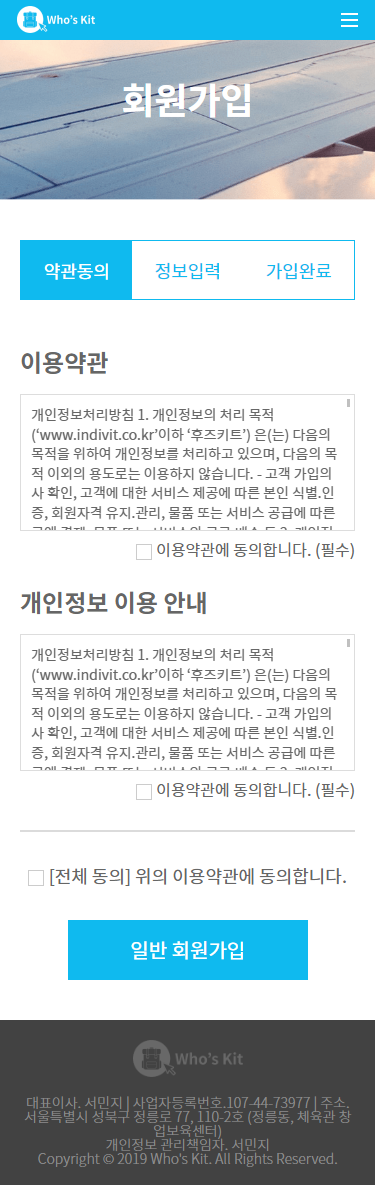 Who's Kit
회원가입
약관동의 정보입력 가입완료
이용약관
개인정보처리방침 1. 개인정보의 처리 목적
(‘www.indivit.co.kr’이하 ‘후즈키트’) 은(는) 다음의
목적을 위하여 개인정보를 처리하고 있으며, 다음의 목
적 이외의 용도로는 이용하지 않습니다. - 고객 가입의
사 확인, 고객에 대한 서비스 제공에 따른 본인 식별.인
증, 회원자격 유지.관리, 물품 또는 서비스 공급에 따른
이용약관에 동의합니다. (필수)
개인정보 이용 안내
개인정보처리방침 1. 개인정보의 처리 목적
(‘www.indivit.co.kr’이하 ‘후즈키트’) 은(는) 다음의
목적을 위하여 개인정보를 처리하고 있으며, 다음의 목
적 이외의 용도로는 이용하지 않습니다. - 고객 가입의
사 확인, 고객에 대한 서비스 제공에 따른 본인 식별.인
증, 회원자격 유지.관리, 물품 또는 서비스 공급에 따른
이용약관에 동의합니다. (필수)
[전체 동의] 위의 이용약관에 동의합니다.
일반 회원가입
Who's Kit
대표이사. 서민지 | 사업자등록번호.107-44-73977 | 주소.
서울특별시 성북구 정릉로 77, 110-2호 (정릉동, 체육관 창
업보육센터)
개인정보 관리책임자. 서민지
Copyright © 2019 Who's Kit. All Rights Reserved.